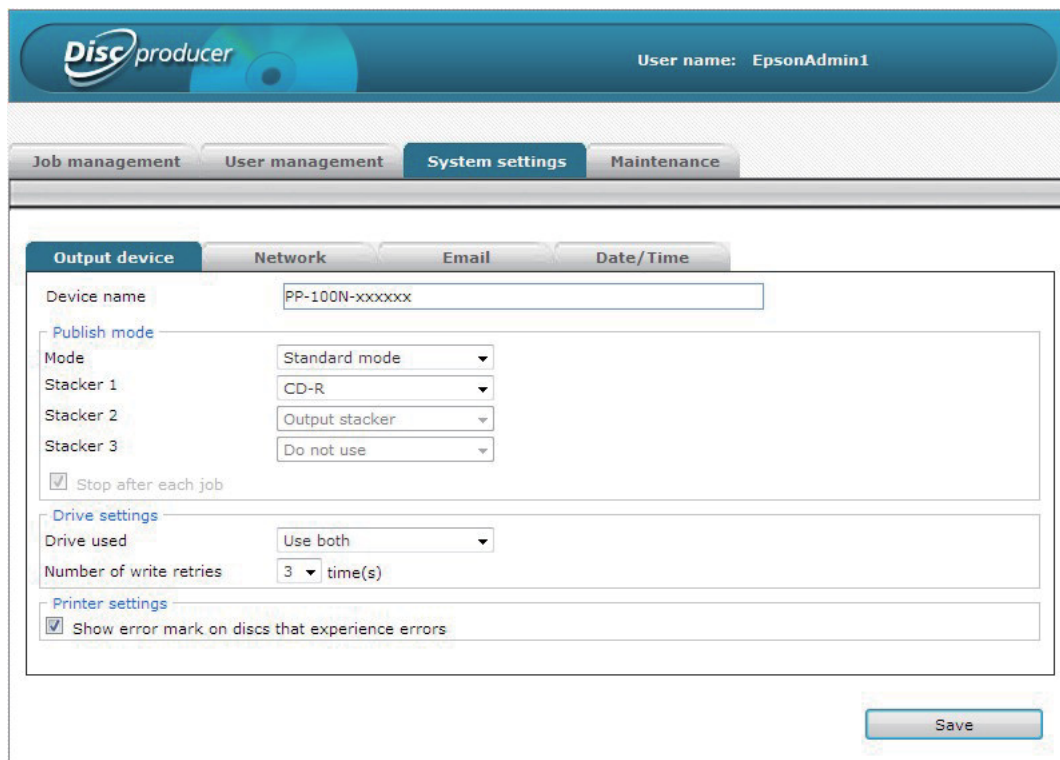 Disc producer
User name: EpsonAdmin1
Job management User management System settings Maintenance
Output device Network Email Date/Time
Device name PP-100N-xxxxxx
Publish mode
Mode Standard mode
Stacker 1 CD-R
Stacker 2 Output stacker
Stacker 3 Do not use
Stop after each job
Drive settings
Drive used Use both
Number of write retries 3 time(s)
Printer settings
Show error mark on discs that experience errors
Save